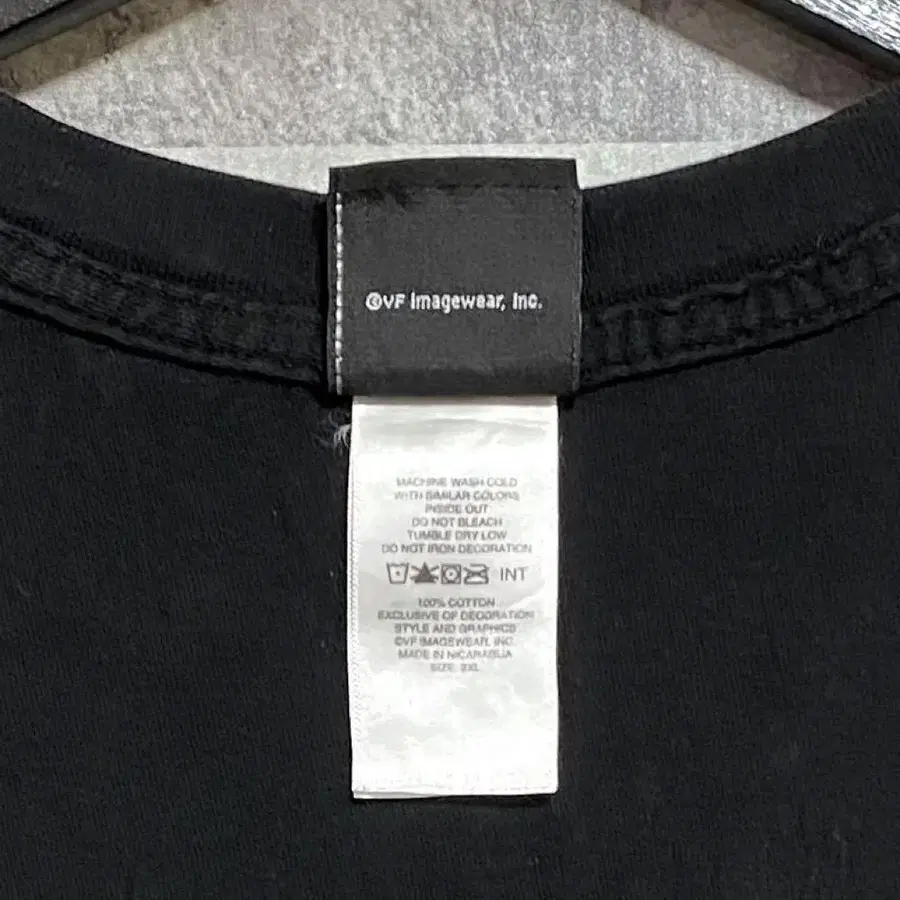 ©VF Imagewear, Inc.
MACHINE WASH COLD
WITH SIMILAR COLORS
INSIDE OUT
DO NOT BLEACH
TUMBLE DRY LOW
DO NOT IRON DECORATION
INT
100% COTTON
EXCLUSIVE OF DECORATION
STYLE AND GRAPHICS
©VF IMAGEWEAR, INC.
MADE IN NICARAGUA
SIZE: